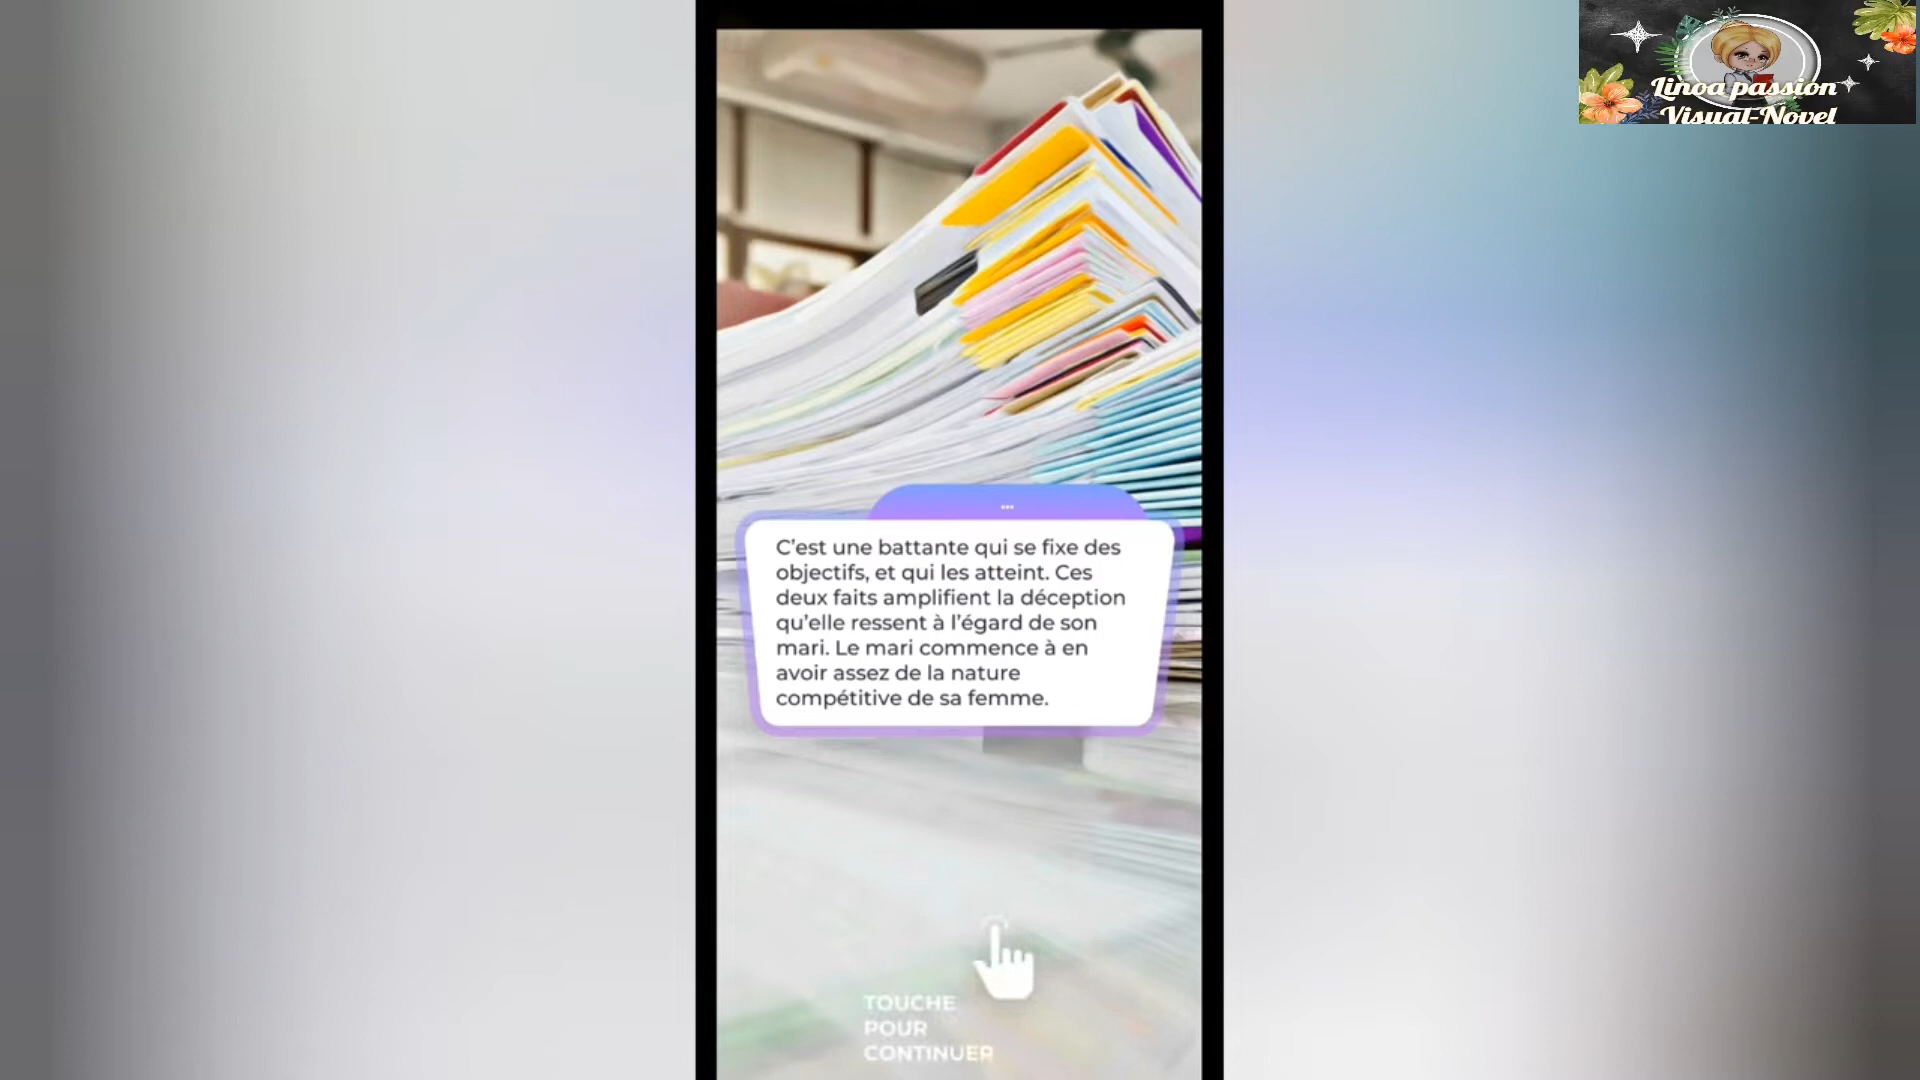 Linoa passion
Visual-Novel
...
C'est une battante qui se fixe des
objectifs, et qui les atteint. Ces
deux faits amplifient la déception
qu'elle ressent à l'égard de son
mari. Le mari commence à en
avoir assez de la nature
compétitive de sa femme.
TOUCHE
POUR
CONTINUER